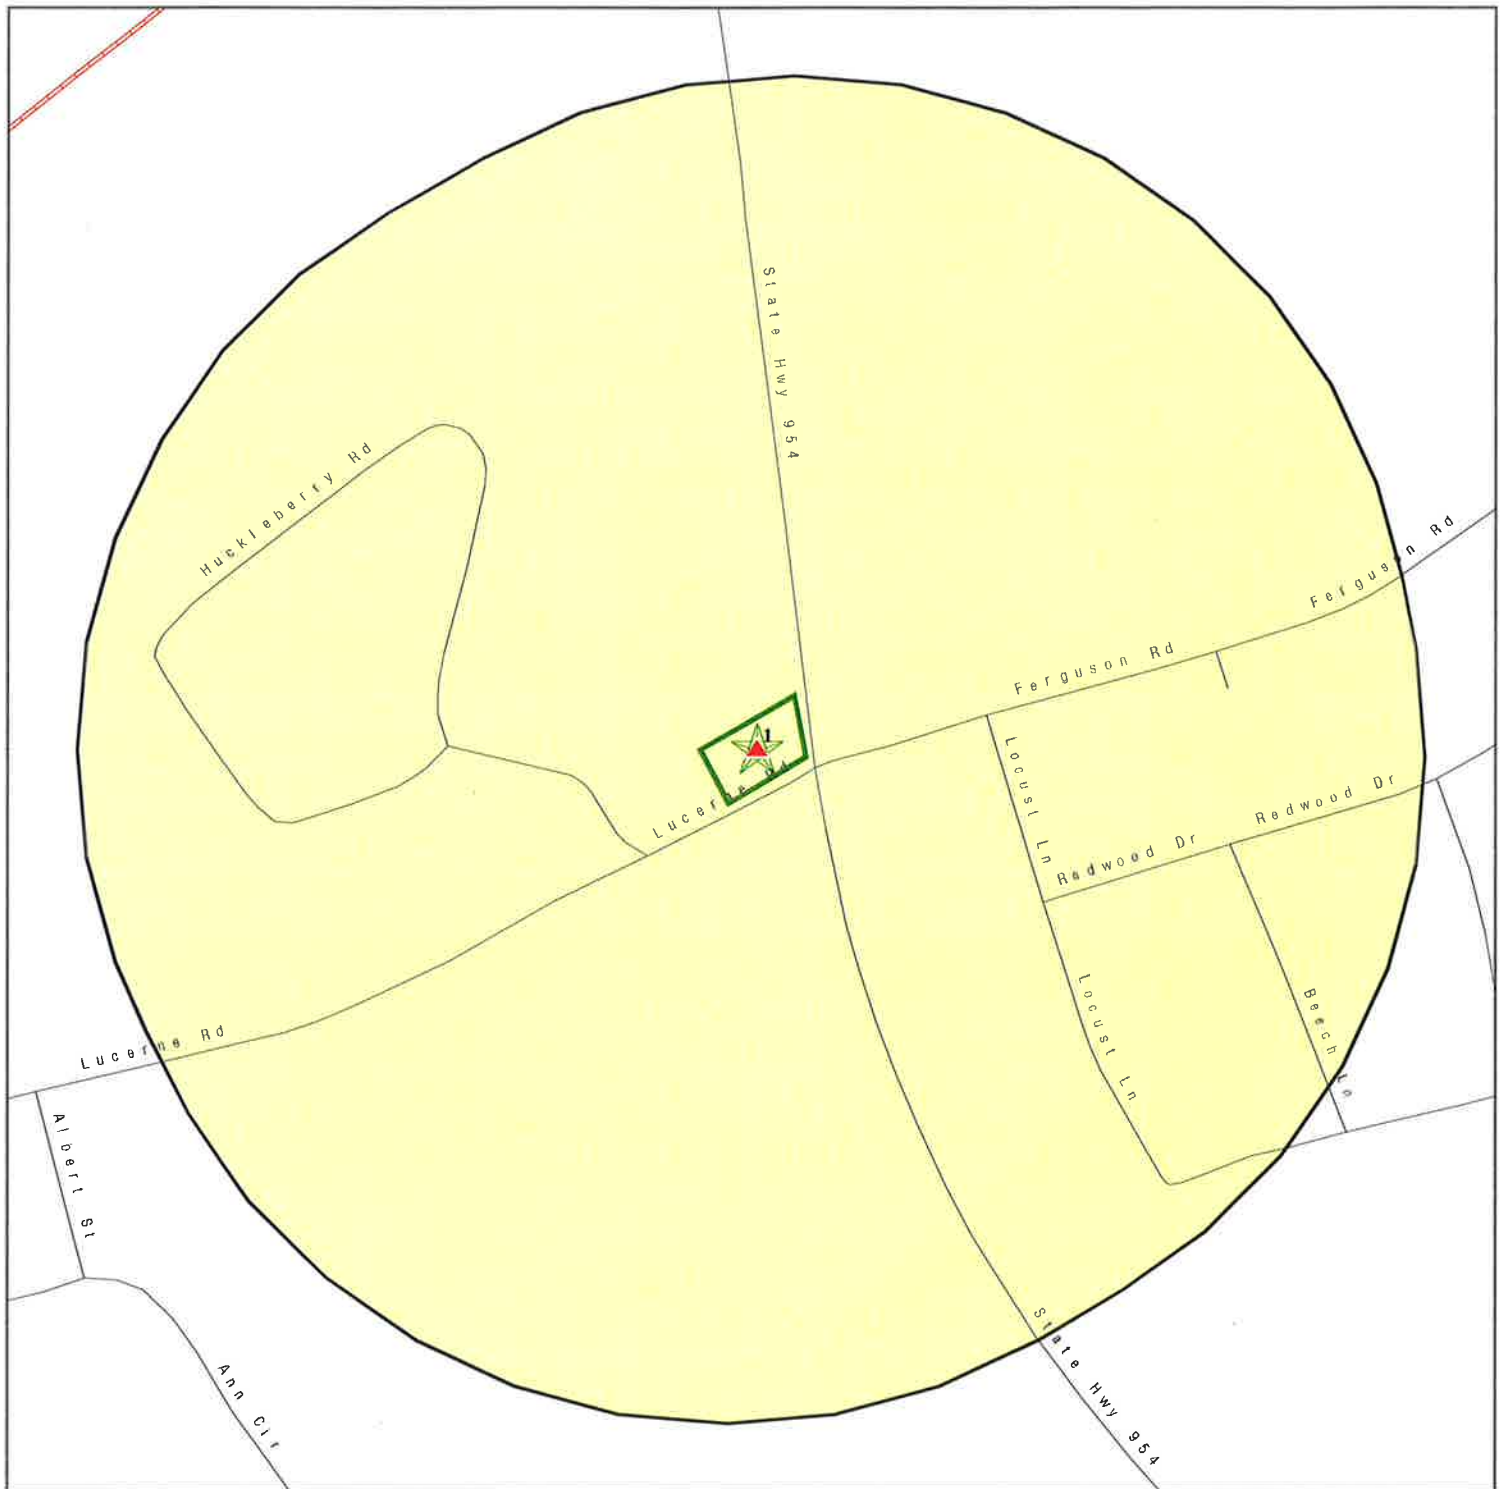 State Hwy 954
Huckleberry Rd
Ferguson Rd
Ferguson Rd
1
Lucerne Rd
Locust Ln
Redwood Dr
Redwood Dr
Locust Ln
Beech Ln
Lucerne Rd
Albert St
State Hwy 954
Ann Cir